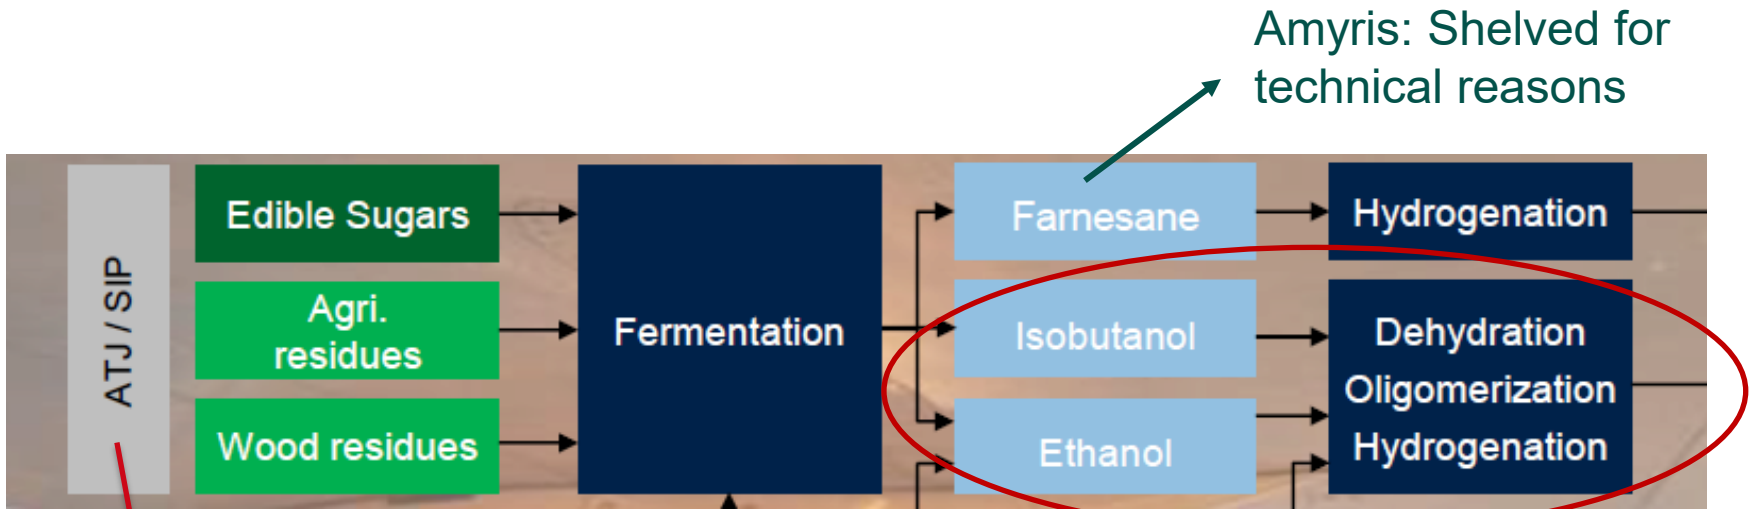 Amyris: Shelved for
technical reasons
ATJ / SIP
Edible Sugars
Agri.
residues
Wood residues
Fermentation
Farnesane
Isobutanol
Ethanol
Hydrogenation
Dehydration
Oligomerization
Hydrogenation